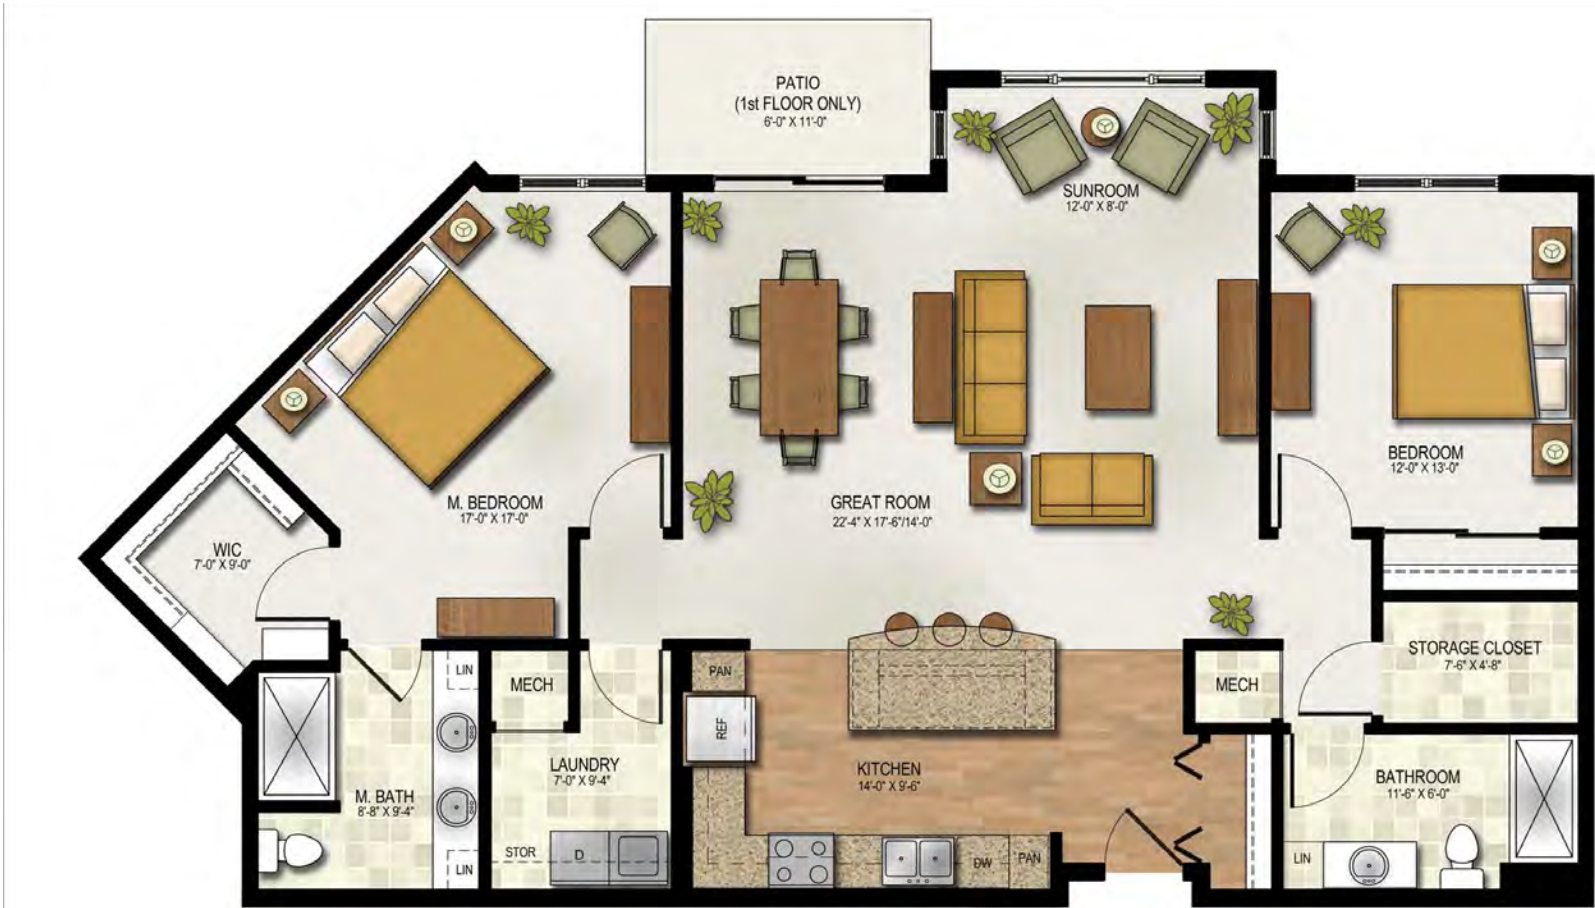 PATIO
(1st FLOOR ONLY)
6'-0" X 11'-0"
SUNROOM
12'-0" X 8'-0"
BEDROOM
12'-0" X 13'-0"
M. BEDROOM
17'-0" X 17'-0"
GREAT ROOM
22'-4" X 17'-6"/14'-0"
WIC
7'-0" X 9'-0"
STORAGE CLOSET
7'-6" X 4'-8"
LIN
MECH
PAN
MECH
REF
LAUNDRY
7'-0" X 9'-4"
KITCHEN
14'-0" X 9'-6"
BATHROOM
11'-6" X 6'-0"
M. BATH
8'-8" X 9'-4"
STOR
D
LIN
DW
PAN
LIN